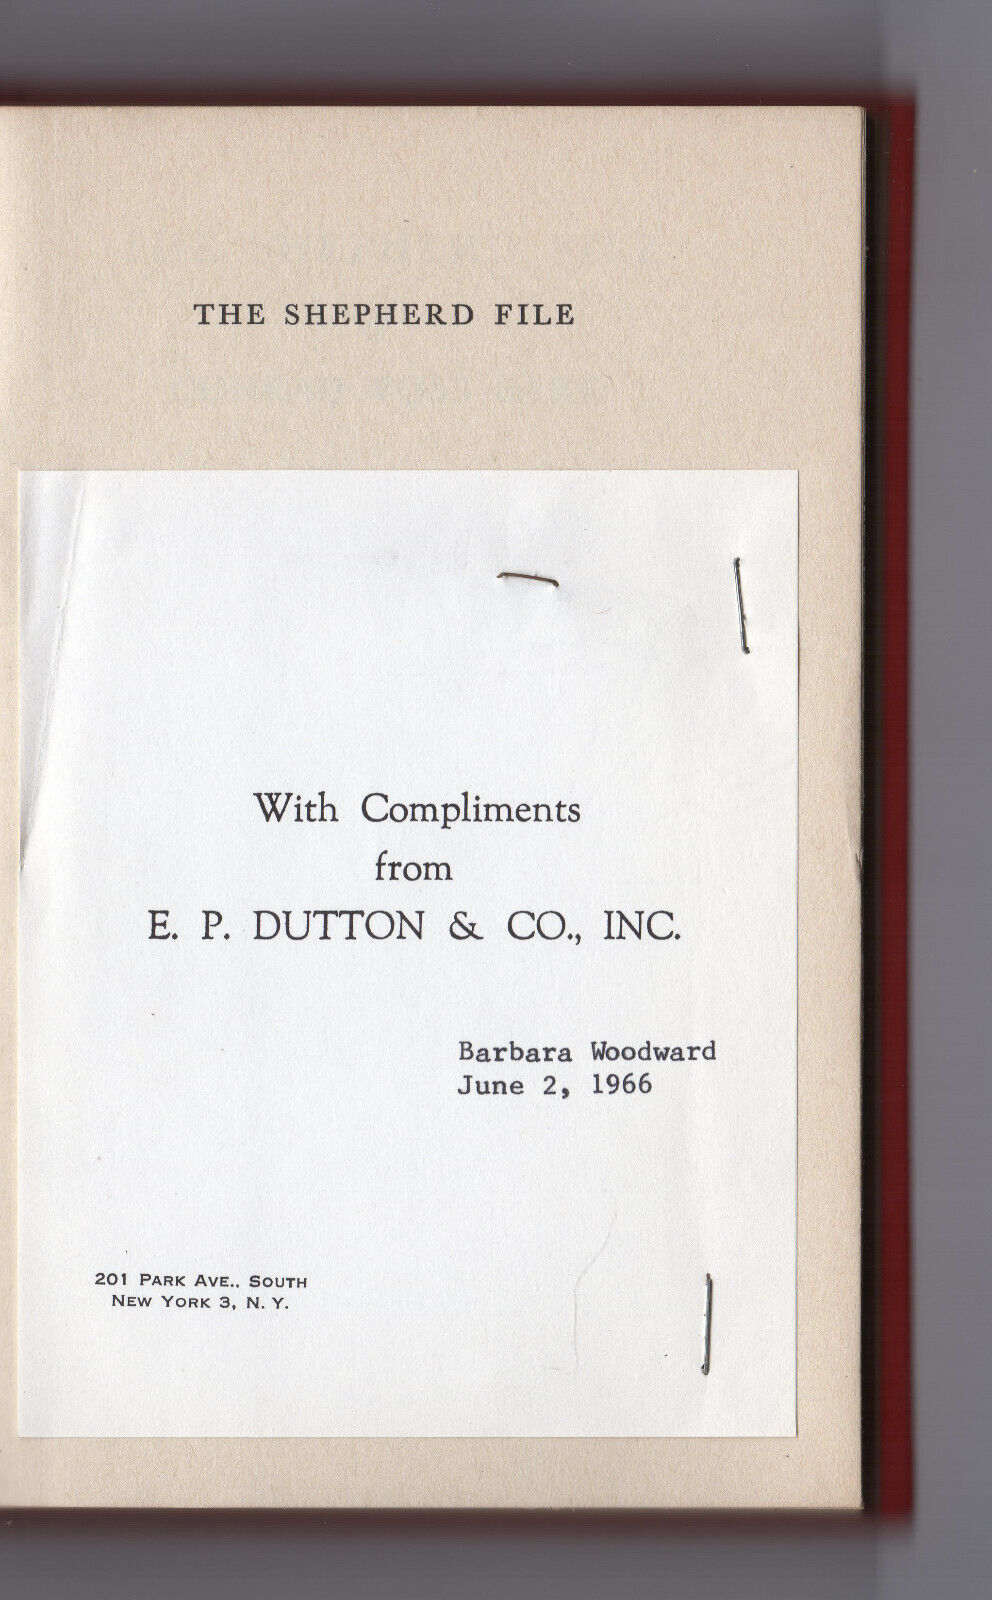 THE SHEPHERD FILE
With Compliments
from
E. P. DUTTON & CO., INC.
Barbara Woodward
June 2, 1966
201 PARK AVE., SOUTH
NEW YORK 3, N. Y.